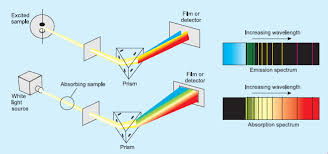 Excited
sample
Film or
detector
Prism
Increasing wavelength
Emission spectrum
White
light
source
Absorbing sample
Film or
detector
Prism
Increasing wavelength
Absorption spectrum